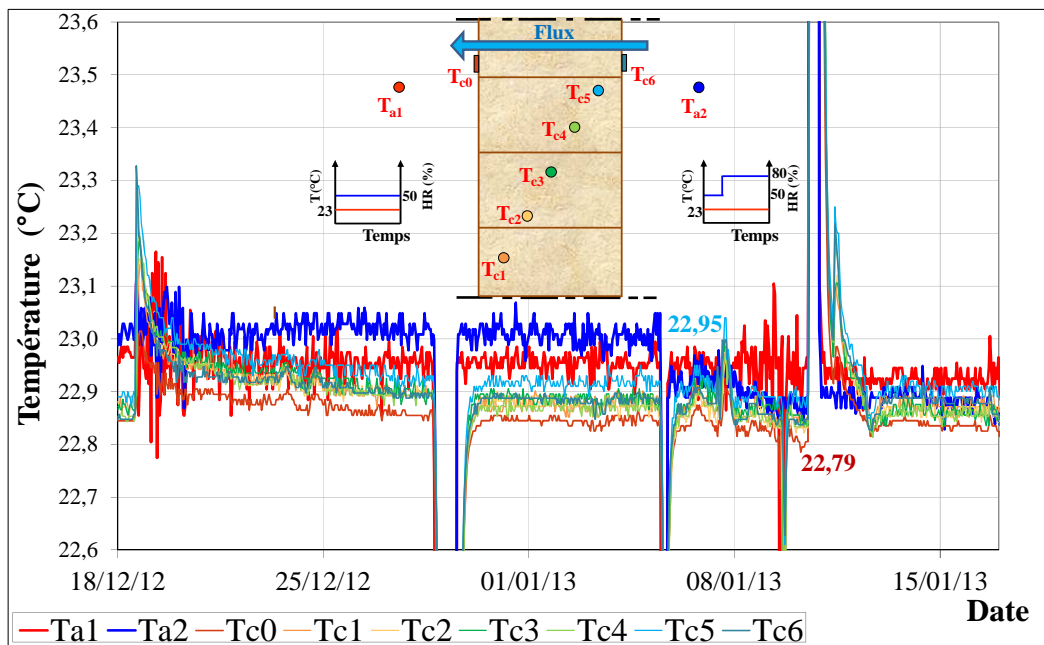 23,6
23,5
23,4
23,3
23,2
23,1
23,0
22,9
22,8
22,7
22,6
Température (°C)
Flux
Tc0
Tc6
Ta1
Tc5
Ta2
Tc4
Tc3
Tc2
Tc1
T(°C)
HR (%)
23
50
Temps
T(°C)
HR (%)
23
80
50
Temps
22,95
22,79
18/12/12
25/12/12
01/01/13
08/01/13
15/01/13
Date
Ta1 Ta2 Tc0 Tc1 Tc2 Tc3 Tc4 Tc5 Tc6